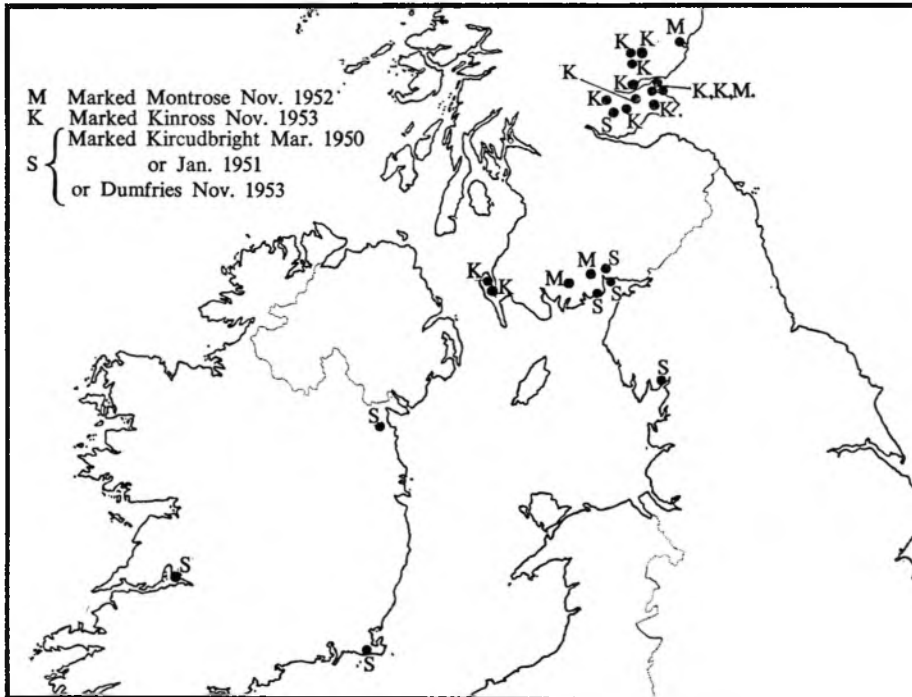 M Marked Montrose Nov. 1952
K Marked Kinross Nov. 1953
Marked Kircudbright Mar. 1950
S or Jan. 1951
or Dumfries Nov. 1953
M
K K
K
K
K
K,K,M.
K
S
K
K.
K
K
M
M
S
S
S
S
S
S
S